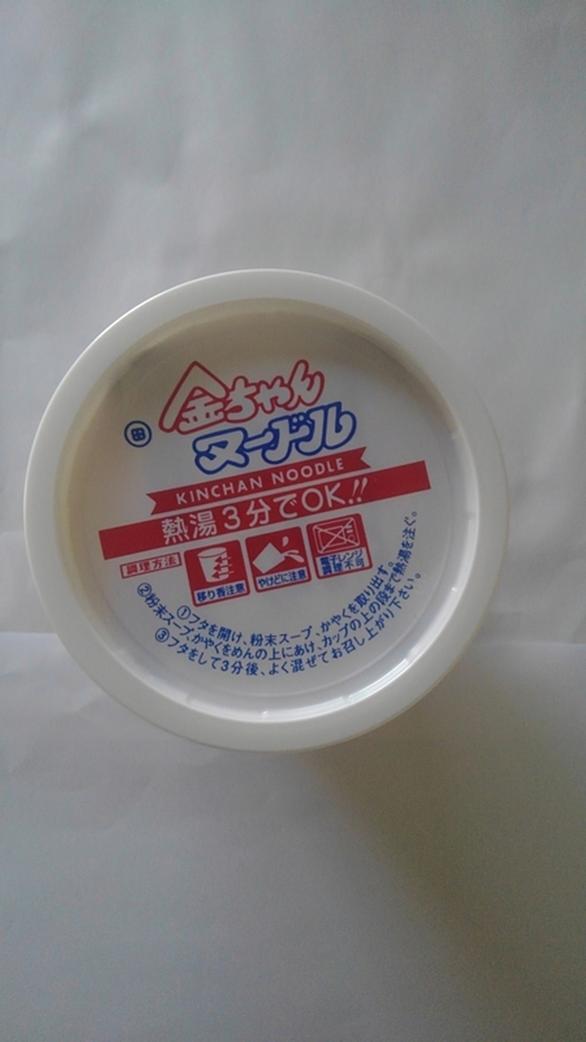 金ちゃん
ヌードル
田
KINCHAN NOODLE
熱湯3分でOK!!
調理方法
移り香注意
やけどに注意
電子レンジ
調理不可
①フタを開け、粉末スープ、かやくを取り出す。
②粉末スープ、かやくをめんの上にあけ、カップの上の段まで熱湯を注ぐ。
③フタをして3分後、よく混ぜてお召し上がり下さい。